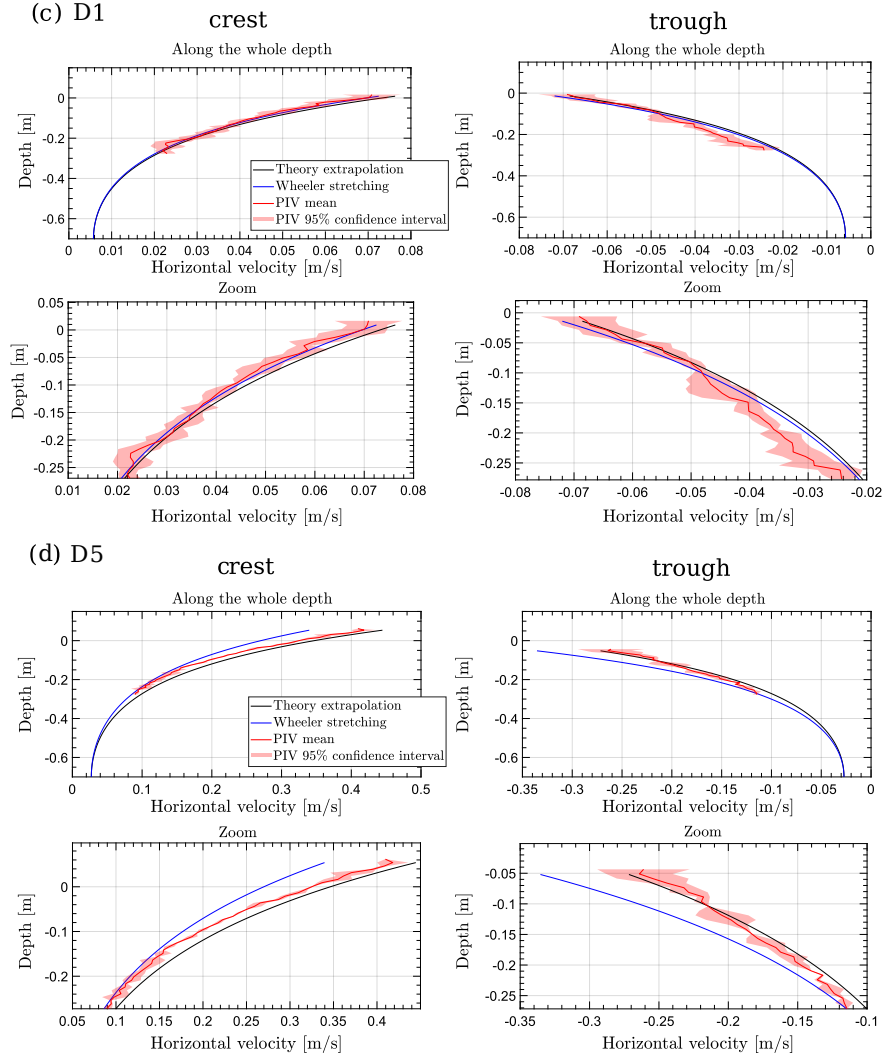 (c) D1
crest
trough
Along the whole depth
Along the whole depth
Depth [m]
0
-0.2
-0.4
-0.6
0 0.01 0.02 0.03 0.04 0.05 0.06 0.07 0.08
Horizontal velocity [m/s]
Theory extrapolation
Wheeler stretching
PIV mean
PIV 95% confidence interval
Depth [m]
0
-0.2
-0.4
-0.6
-0.08 -0.07 -0.06 -0.05 -0.04 -0.03 -0.02 -0.01 0
Horizontal velocity [m/s]
Zoom
Depth [m]
0.05
0
-0.05
-0.1
-0.15
-0.2
-0.25
0.01 0.02 0.03 0.04 0.05 0.06 0.07 0.08
Horizontal velocity [m/s]
Zoom
Depth [m]
0
-0.05
-0.1
-0.15
-0.2
-0.25
-0.08 -0.07 -0.06 -0.05 -0.04 -0.03 -0.02
Horizontal velocity [m/s]
(d) D5
crest
trough
Along the whole depth
Along the whole depth
Depth [m]
0
-0.2
-0.4
-0.6
0 0.1 0.2 0.3 0.4 0.5
Horizontal velocity [m/s]
Theory extrapolation
Wheeler stretching
PIV mean
PIV 95% confidence interval
Depth [m]
0
-0.2
-0.4
-0.6
-0.35 -0.3 -0.25 -0.2 -0.15 -0.1 -0.05 0
Horizontal velocity [m/s]
Zoom
Depth [m]
0
-0.1
-0.2
0.05 0.1 0.15 0.2 0.25 0.3 0.35 0.4
Horizontal velocity [m/s]
Zoom
Depth [m]
-0.05
-0.1
-0.15
-0.2
-0.25
-0.35 -0.3 -0.25 -0.2 -0.15 -0.1
Horizontal velocity [m/s]